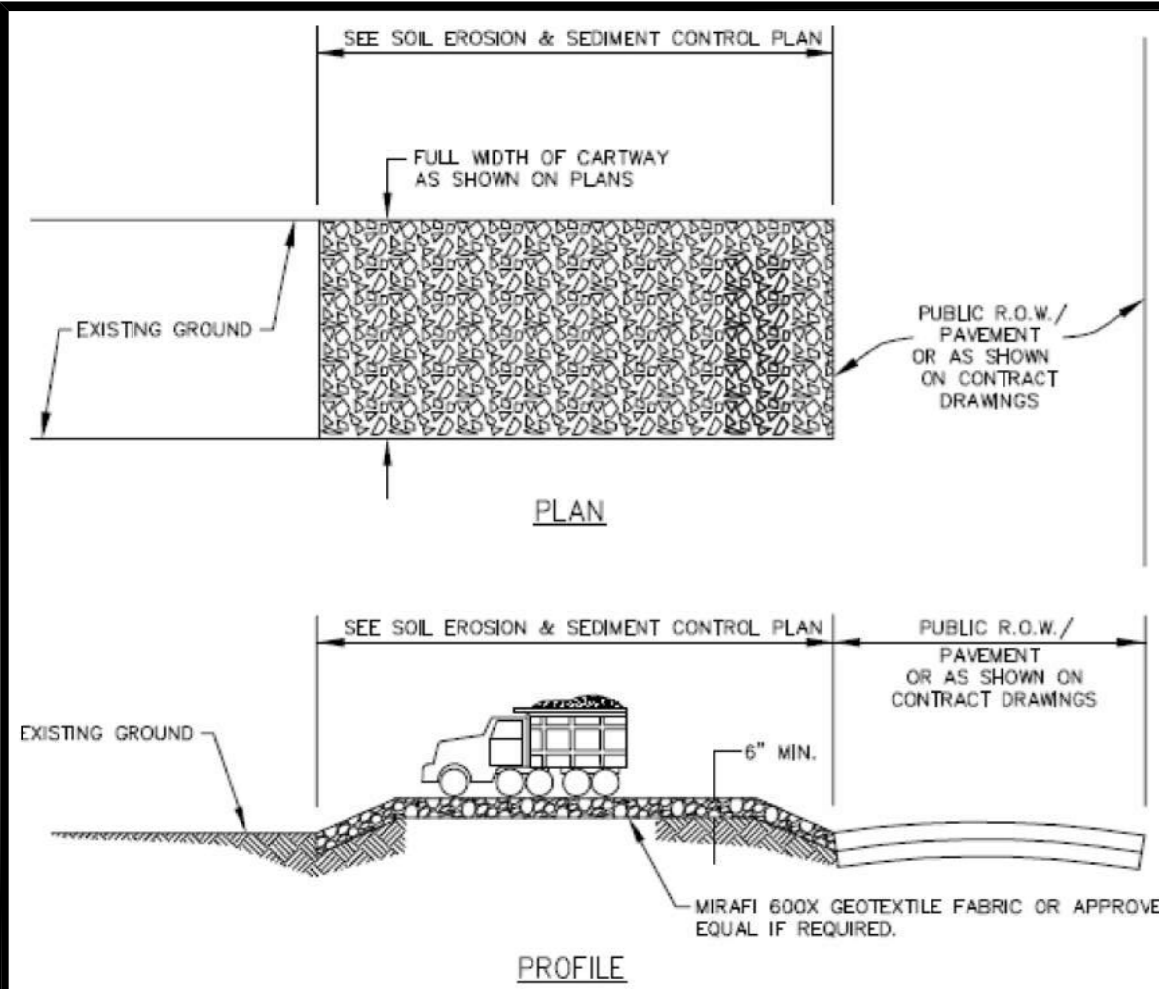 SEE SOIL EROSION & SEDIMENT CONTROL PLAN
FULL WIDTH OF CARTWAY
AS SHOWN ON PLANS
EXISTING GROUND
PUBLIC R.O.W./
PAVEMENT
OR AS SHOWN
ON CONTRACT
DRAWINGS
PLAN
SEE SOIL EROSION & SEDIMENT CONTROL PLAN
PUBLIC R.O.W./
PAVEMENT
OR AS SHOWN ON
CONTRACT DRAWINGS
EXISTING GROUND
6" MIN.
MIRAFI 600X GEOTEXTILE FABRIC OR APPROVE
EQUAL IF REQUIRED.
PROFILE